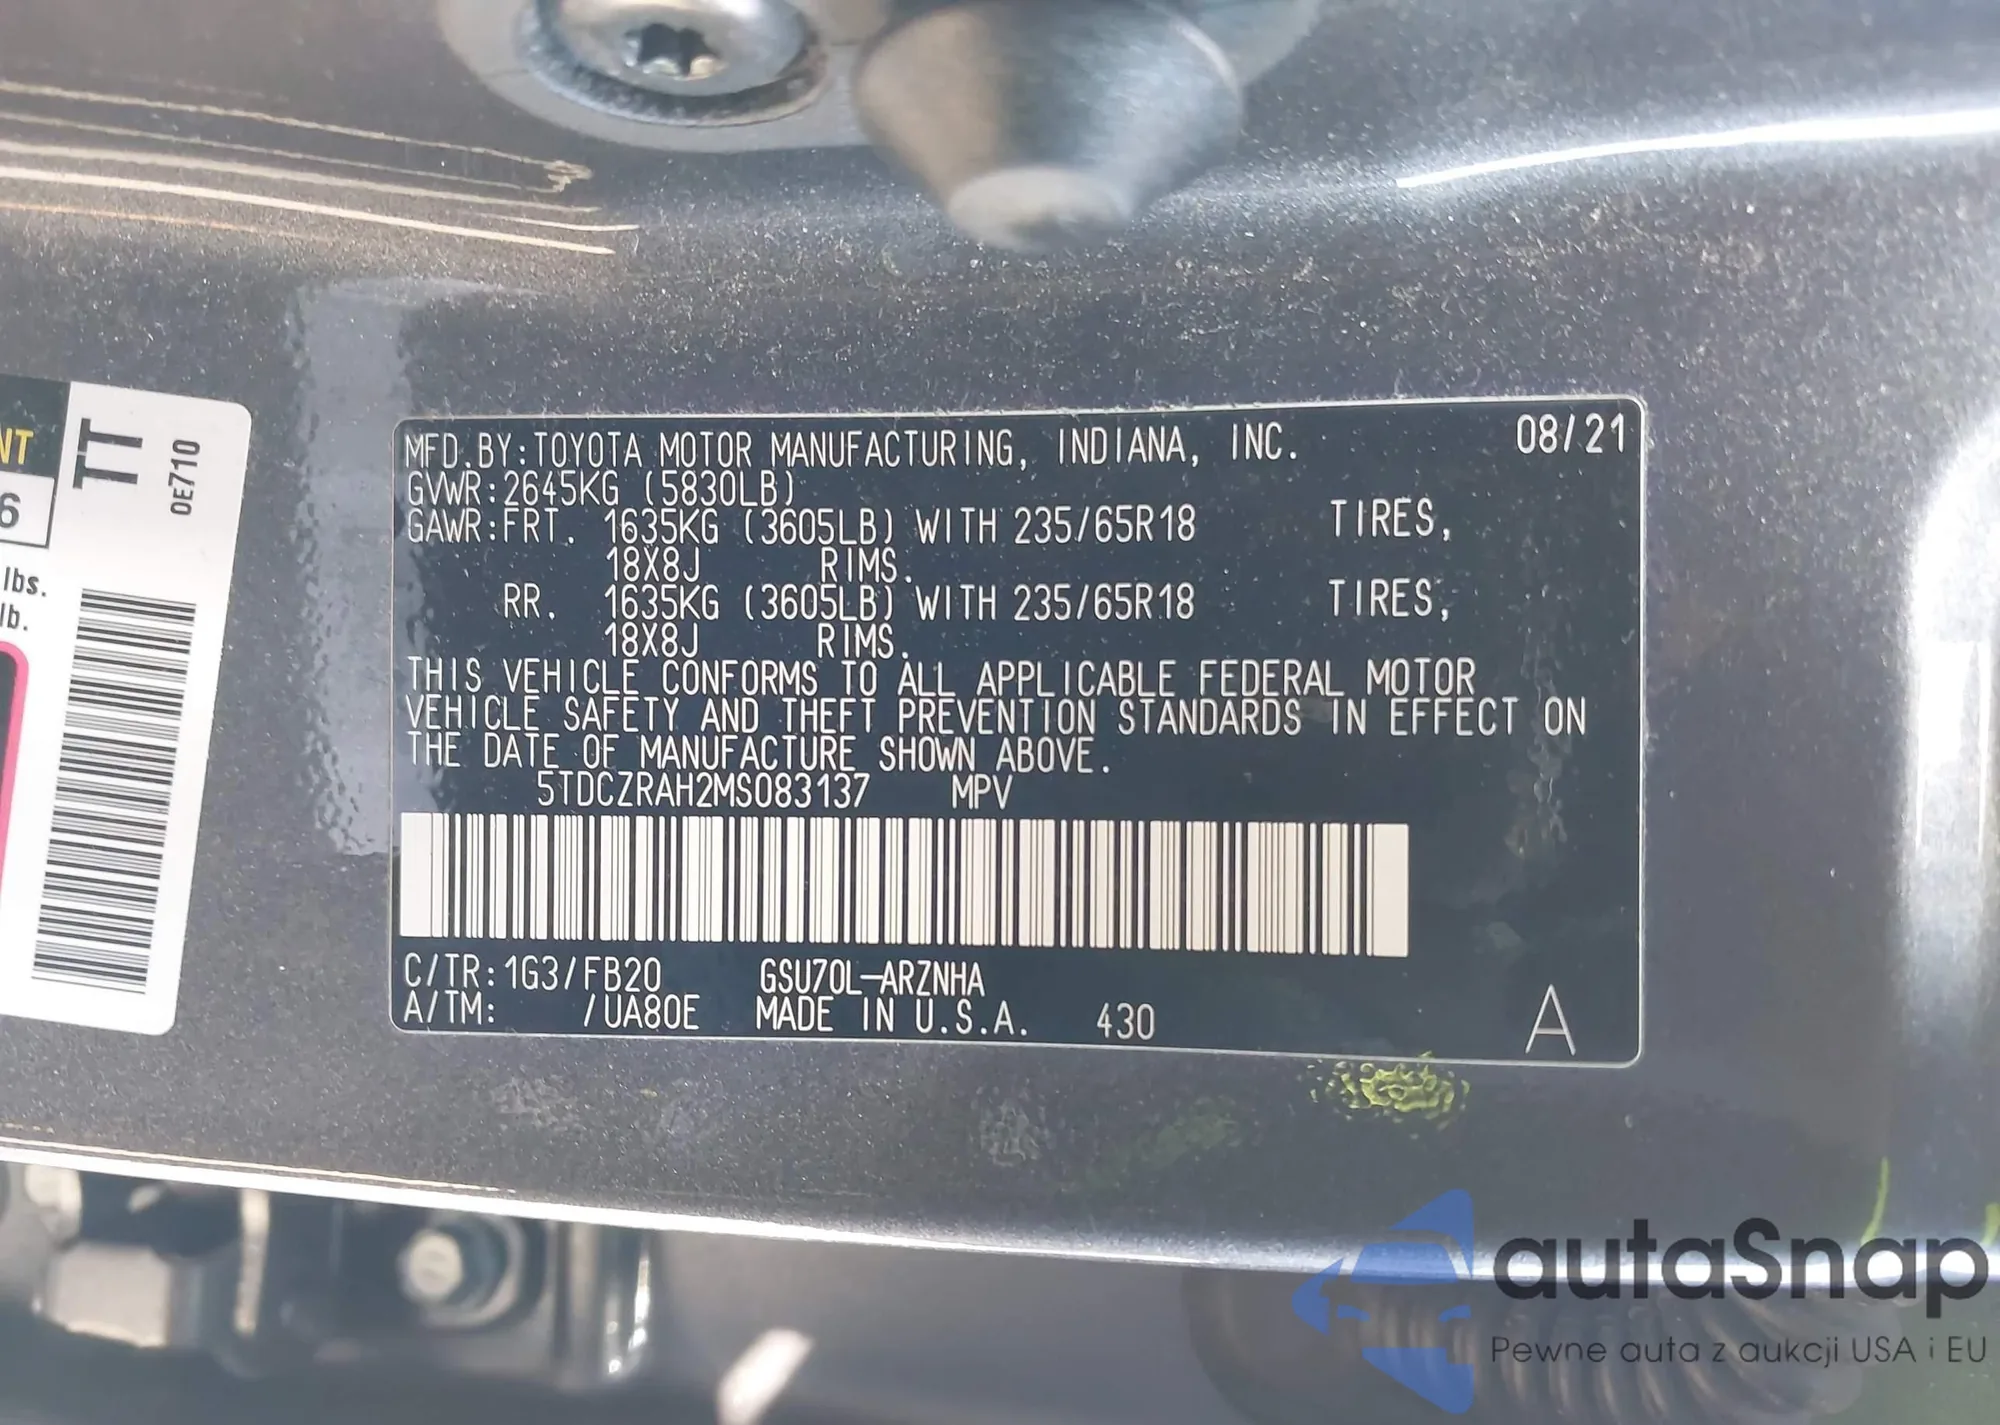 MFD.BY:TOYOTA MOTOR MANUFACTURING, INDIANA, INC. 08/21
GVWR:2645KG (5830LB)
GAWR:FRT. 1635KG (3605LB) WITH 235/65R18 TIRES,
18X8J RIMS.
RR. 1635KG (3605LB) WITH 235/65R18 TIRES,
18X8J RIMS.
THIS VEHICLE CONFORMS TO ALL APPLICABLE FEDERAL MOTOR
VEHICLE SAFETY AND THEFT PREVENTION STANDARDS IN EFFECT ON
THE DATE OF MANUFACTURE SHOWN ABOVE.
5TDCZRAH2MS083137 MPV
C/TR:1G3/FB20 GSU70L-ARZNHA
A/TM: /UA80E MADE IN U.S.A. 430 A
NT
6
lbs.
lb.
TT
0E710
autaSnap
Pewne auta z aukcji USA i EU